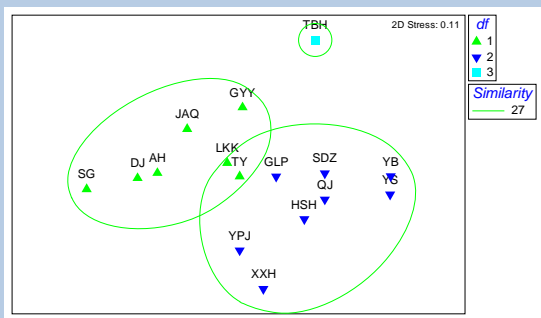 TBH
2D Stress: 0.11
df
1
2
3
Similarity
27
GYY
JAQ
LKK
TY
GLP
SDZ
YB
YS
QJ
AH
DJ
SG
HSH
YPJ
XXH